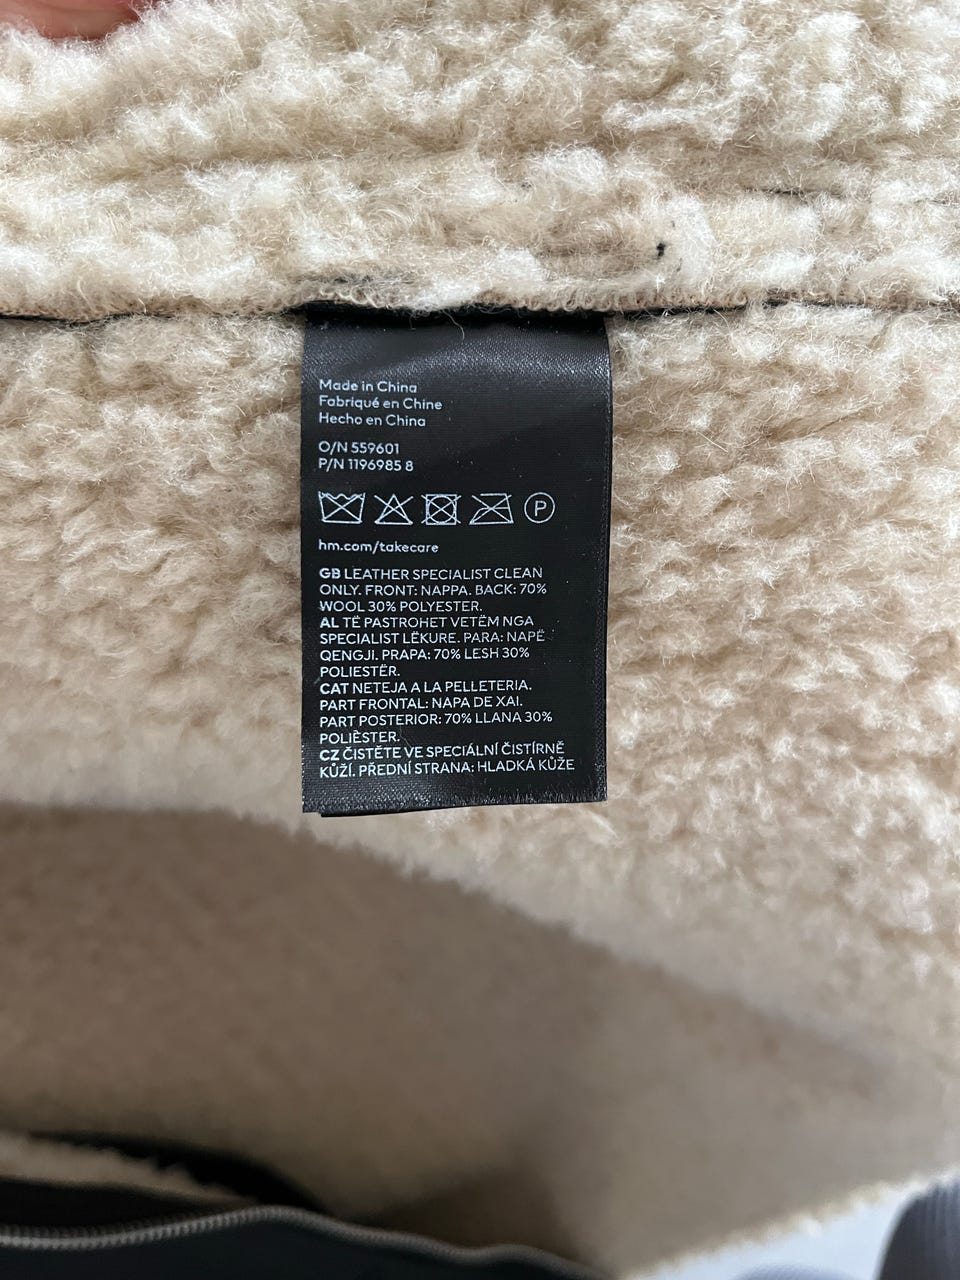 Made in China
Fabriqué en Chine
Hecho en China
O/N 559601
P/N 1196985 8
P
hm.com/takecare
GB LEATHER SPECIALIST CLEAN
ONLY. FRONT: NAPPA. BACK: 70%
WOOL 30% POLYESTER.
AL TË PASTROHET VETËM NGA
SPECIALIST LËKURE. PARA: NAPË
QENGJI. PRAPA: 70% LESH 30%
POLIESTËR.
CAT NETEJA A LA PELLETERIA.
PART FRONTAL: NAPA DE XAI.
PART POSTERIOR: 70% LLANA 30%
POLIÈSTER.
CZ ČISTĚTE VE SPECIÁLNÍ ČISTÍRNĚ
KŮŽÍ. PŘEDNÍ STRANA: HLADKÁ KŮŽE